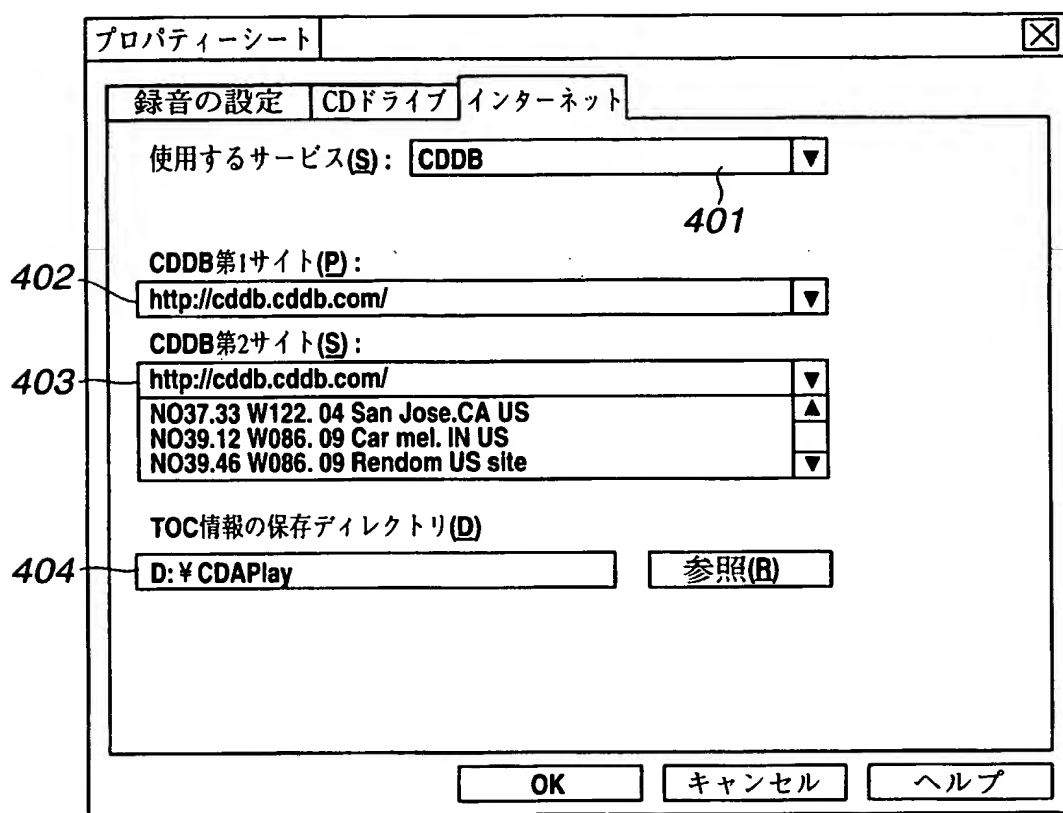 プロパティーシート
録音の設定 CDドライブ インターネット
使用するサービス(S): CDDB
401
CDDB第1サイト(P):
402
http://cddb.cddb.com/
CDDB第2サイト(S):
403 http://cddb.cddb.com/
NO37.33 W122. 04 San Jose.CA US
NO39.12 W086. 09 Car mel. IN US
NO39.46 W086. 09 Rendom US site
TOC情報の保存ディレクトリ(D)
404 D:¥CDAPlay 参照(R)
OK キャンセル ヘルプ